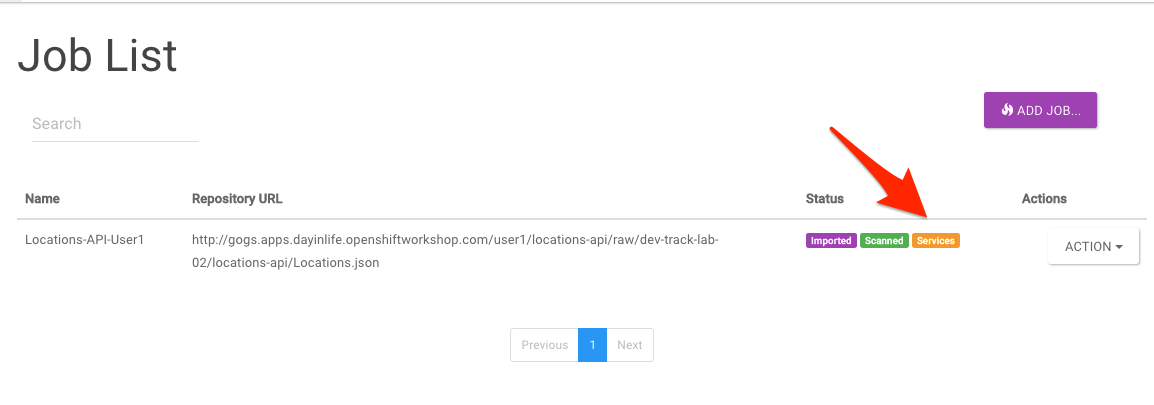 Job List
ADD JOB...
Search
Name Repository URL Status Actions
Locations-API-User1 http://gogs.apps.dayinlife.openshiftworkshop.com/user1/locations-api/raw/dev-track-lab- Imported Scanned Services ACTION
02/locations-api/Locations.json
Previous 1 Next